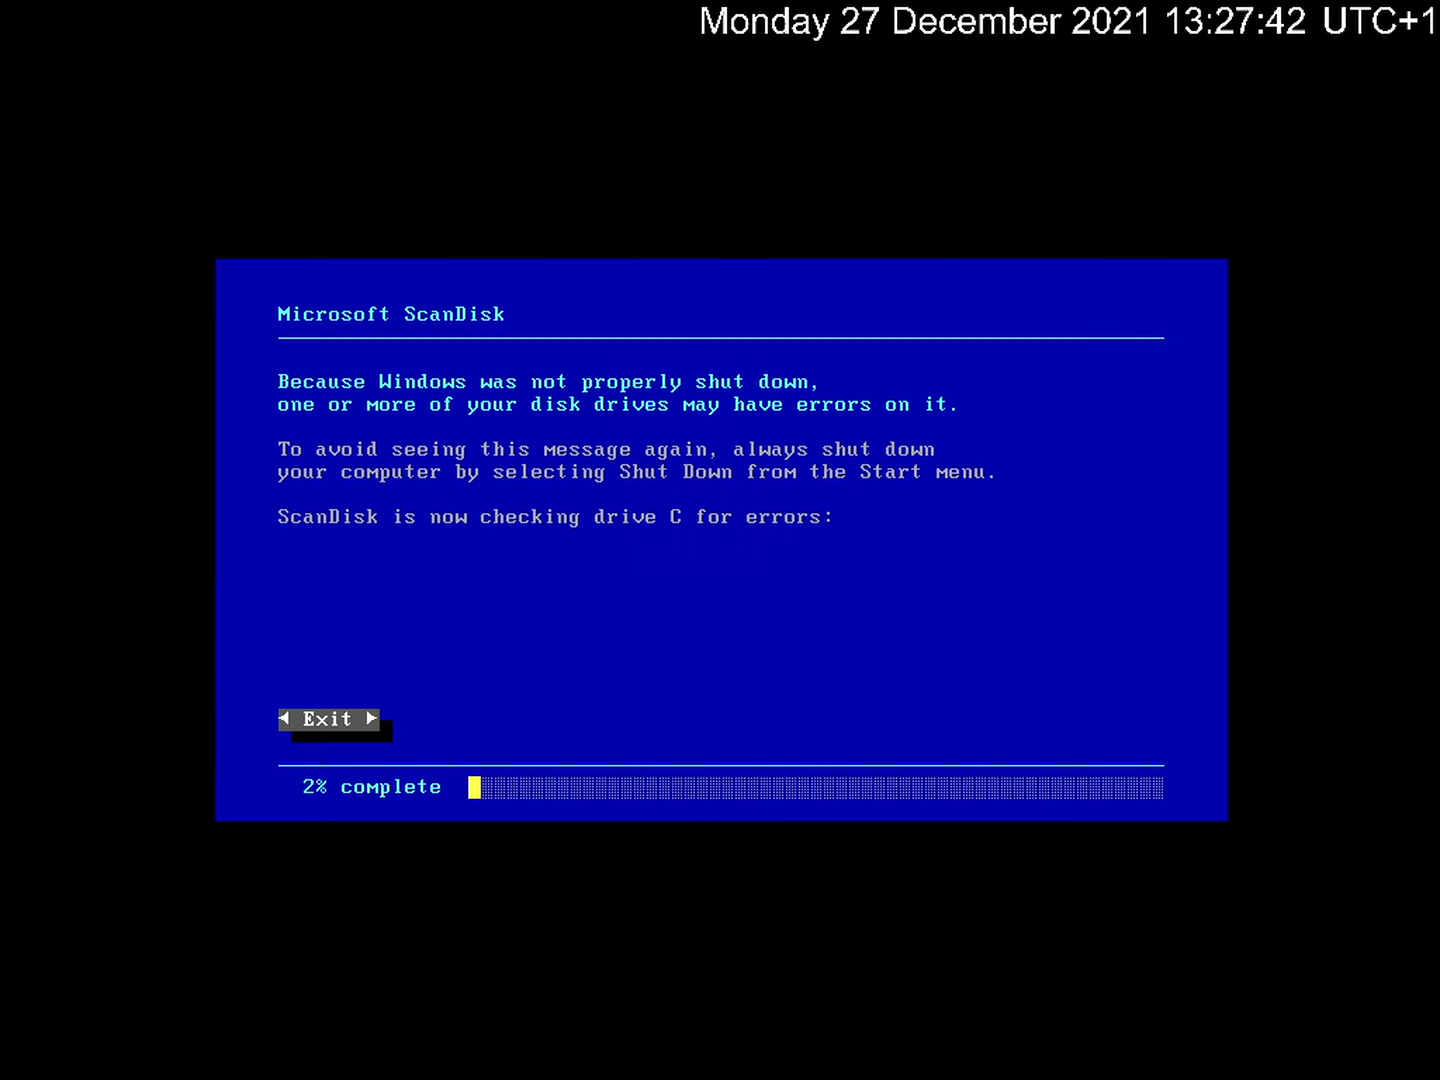 Monday 27 December 2021 13:27:42 UTC+1
Microsoft ScanDisk
Because Windows was not properly shut down,
one or more of your disk drives may have errors on it.
To avoid seeing this message again, always shut down
your computer by selecting Shut Down from the Start menu.
ScanDisk is now checking drive C for errors:
◄ Exit ►
2% complete